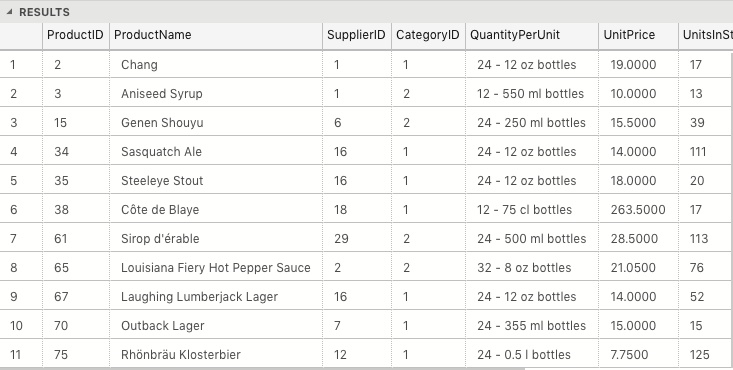 RESULTS
ProductID ProductName SupplierID CategoryID QuantityPerUnit UnitPrice UnitsInSt
1 2 Chang 1 1 24 - 12 oz bottles 19.0000 17
2 3 Aniseed Syrup 1 2 12 - 550 ml bottles 10.0000 13
3 15 Genen Shouyu 6 2 24 - 250 ml bottles 15.5000 39
4 34 Sasquatch Ale 16 1 24 - 12 oz bottles 14.0000 111
5 35 Steeleye Stout 16 1 24 - 12 oz bottles 18.0000 20
6 38 Côte de Blaye 18 1 12 - 75 cl bottles 263.5000 17
7 61 Sirop d'érable 29 2 24 - 500 ml bottles 28.5000 113
8 65 Louisiana Fiery Hot Pepper Sauce 2 2 32 - 8 oz bottles 21.0500 76
9 67 Laughing Lumberjack Lager 16 1 24 - 12 oz bottles 14.0000 52
10 70 Outback Lager 7 1 24 - 355 ml bottles 15.0000 15
11 75 Rhönbräu Klosterbier 12 1 24 - 0.5 l bottles 7.7500 125